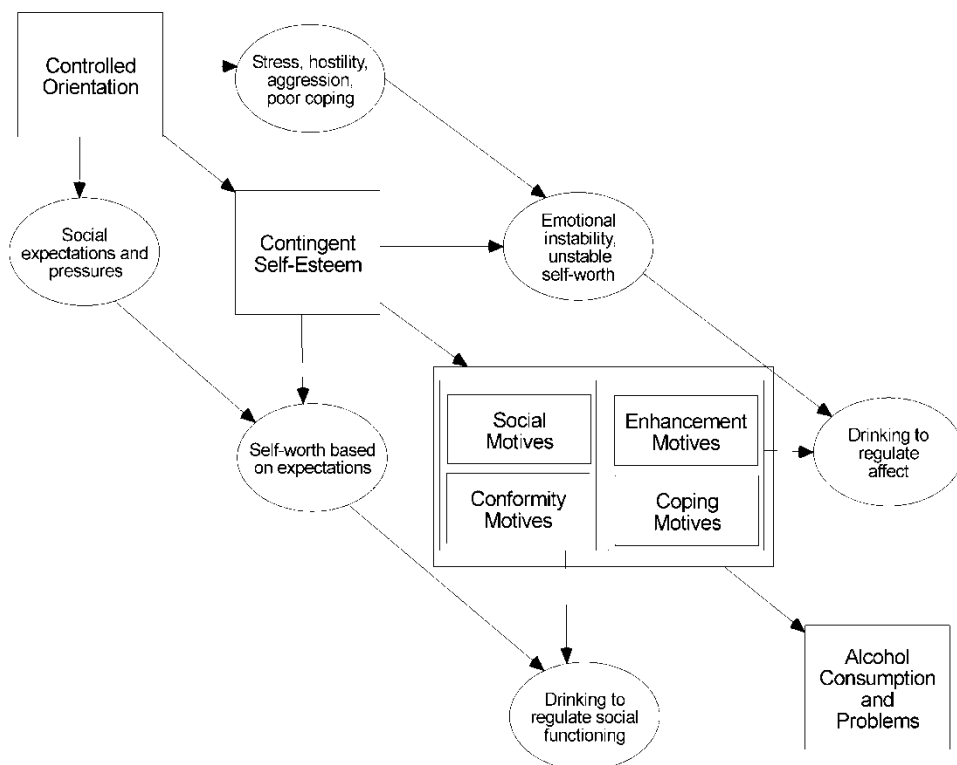 Controlled
Orientation
Stress, hostility,
aggression,
poor coping
Social
expectations and
pressures
Contingent
Self-Esteem
Emotional
instability,
unstable
self-worth
Self-worth based
on expectations
Social
Motives
Enhancement
Motives
Conformity
Motives
Coping
Motives
Drinking to
regulate
affect
Drinking to
regulate social
functioning
Alcohol
Consumption
and
Problems